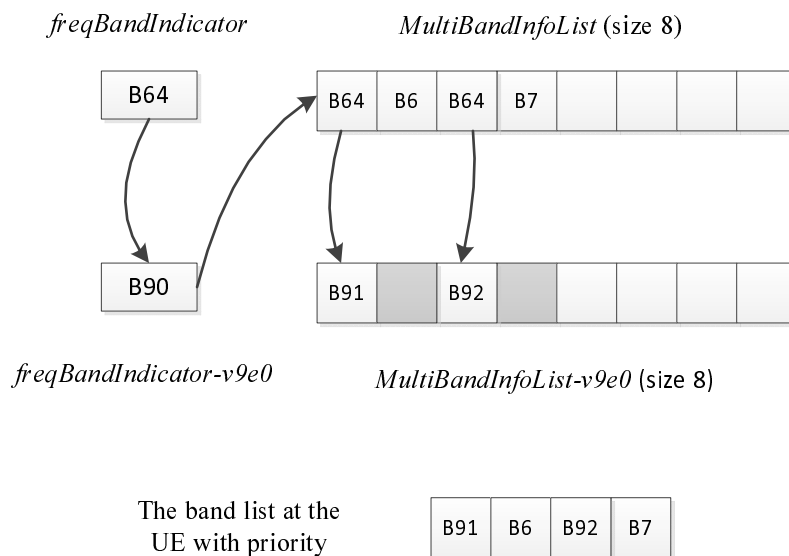 freqBandIndicator MultiBandInfoList (size 8)
B64 B64 B6 B64 B7
B90 B91 B92
freqBandIndicator-v9e0 MultiBandInfoList-v9e0 (size 8)
The band list at the
UE with priority
B91 B6 B92 B7